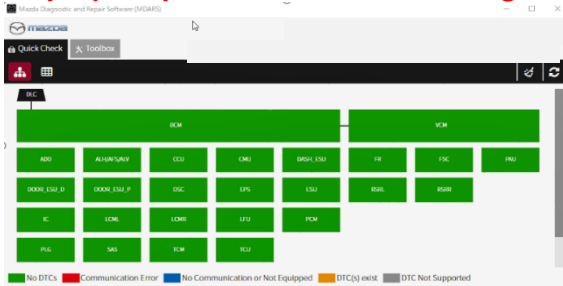 Mazda Diagnostic and Repair Software (MDARS)
mazda
Quick Check Toolbox
DLC
BCM VCM
ADD ALH/AFS/ALV CCU CMU DASH_ESU FR FSC PKU
DOOR_ESU_D DOOR_ESU_P DSC EPS ESU RSRL RSRR
IC LCML LCMR LFU PCM
PLG SAS TCM TCU
No DTCs Communication Error No Communication or Not Equipped DTC(s) exist DTC Not Supported